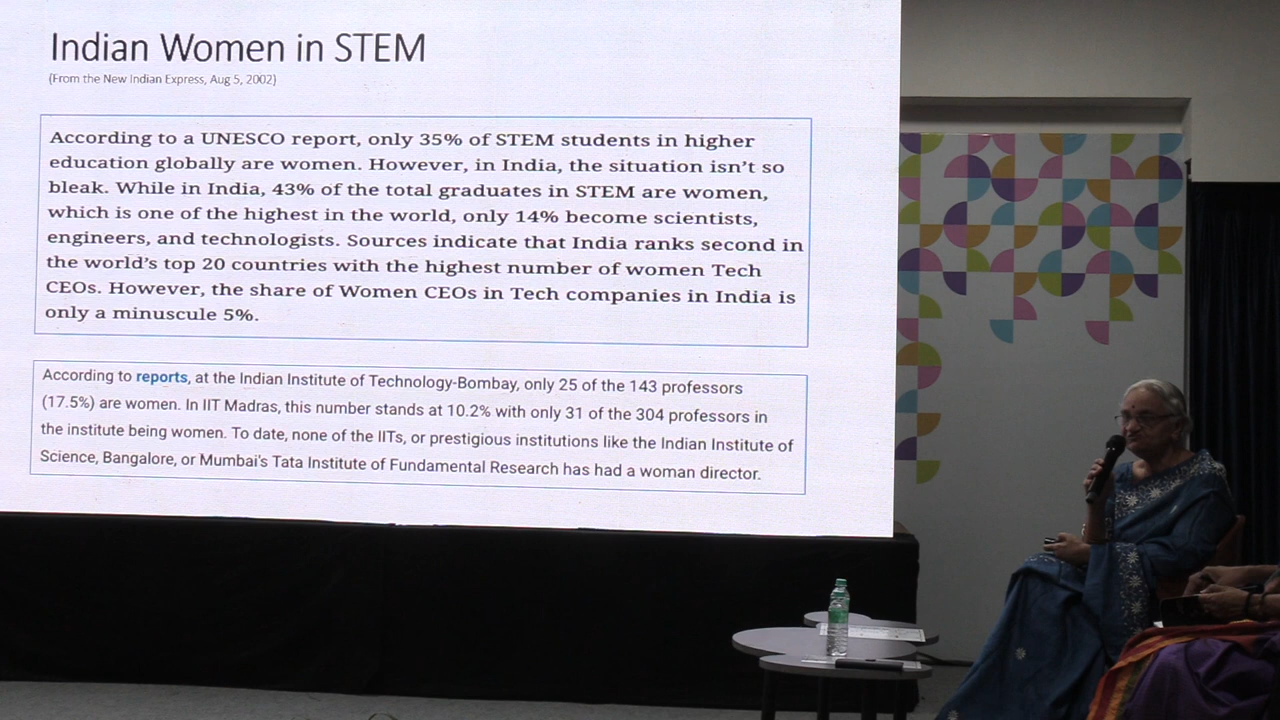 Indian Women in STEM
(From the New Indian Express, Aug 5, 2002)
According to a UNESCO report, only 35% of STEM students in higher
education globally are women. However, in India, the situation isn't so
bleak. While in India, 43% of the total graduates in STEM are women,
which is one of the highest in the world, only 14% become scientists,
engineers, and technologists. Sources indicate that India ranks second in
the world's top 20 countries with the highest number of women Tech
CEOs. However, the share of Women CEOs in Tech companies in India is
only a minuscule 5%.
According to reports, at the Indian Institute of Technology-Bombay, only 25 of the 143 professors
(17.5%) are women. In IIT Madras, this number stands at 10.2% with only 31 of the 304 professors in
the institute being women. To date, none of the IITs, or prestigious institutions like the Indian Institute of
Science, Bangalore, or Mumbai's Tata Institute of Fundamental Research has had a woman director.